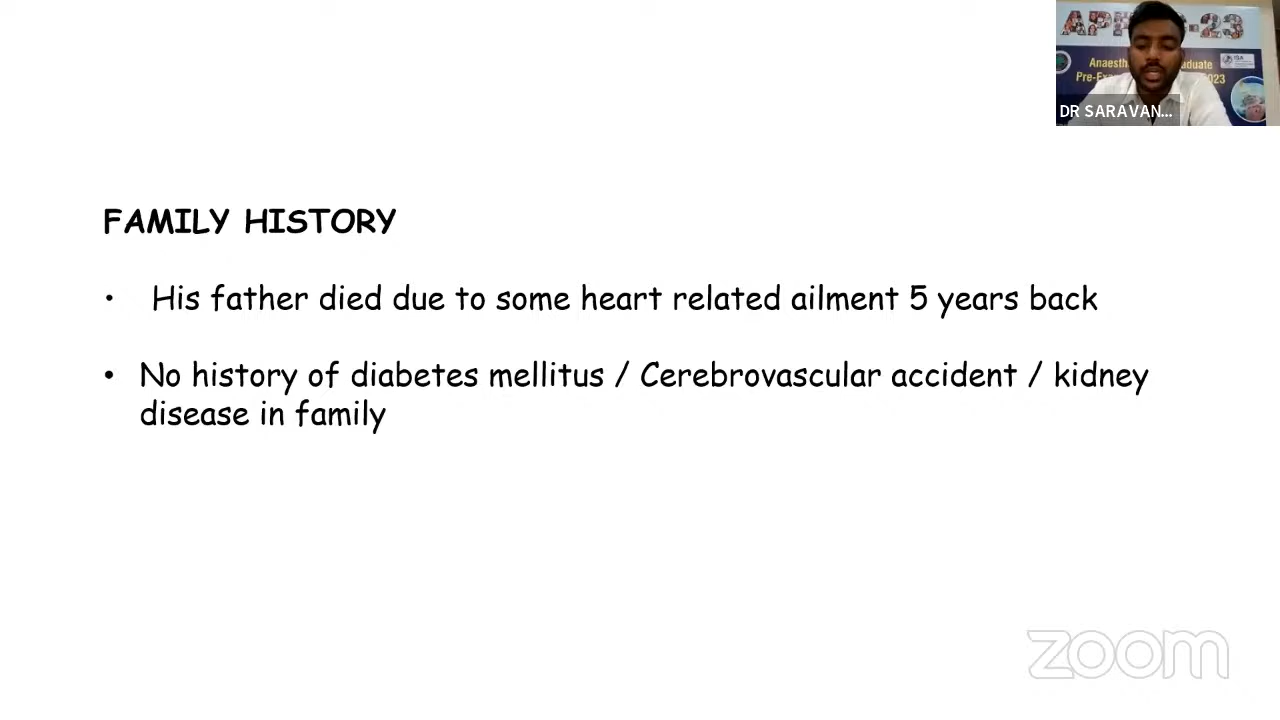 DR SARAVAN...
FAMILY HISTORY
• His father died due to some heart related ailment 5 years back
• No history of diabetes mellitus / Cerebrovascular accident / kidney
disease in family
zoom